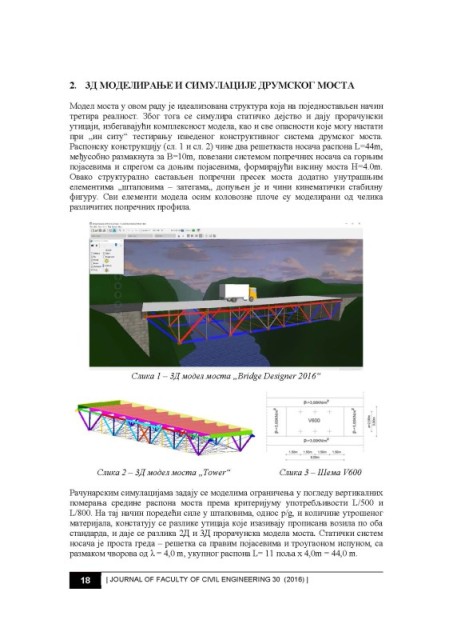 2. 3Д МОДЕЛИРАЊЕ И СИМУЛАЦИЈЕ ДРУМСКОГ МОСТА
Модел моста у овом раду је идеализована структура која на поједностављен начин
третира реалност. Због тога се симулира статичко дејство и дају прорачунски
утицаји, избегавајући комплексност модела, као и све опасности које могу настати
при „ин ситу“ тестирању изведеног конструктивног система друмског моста.
Распонску конструкцију (сл. 1 и сл. 2) чине два решеткаста носача распона L=44m,
међусобно размакнута за B=10m, повезани системом попречних носача са горњим
појасевима и спрегом са доњим појасевима, формирајући висину моста H=4.0m.
Овако структурално састављен попречни пресек моста додатно унутрашњим
елементима „штаповима – затегама„ допуњен је и чини кинематички стабилну
фигуру. Сви елементи модела осим коловозне плоче су моделирани од челика
различитих попречних профила.
Слика 1 – 3Д модел моста „Bridge Designer 2016“
V600
Слика 2 – 3Д модел моста „Tower“
Слика 3 – Шема V600
Рачунарским симулацијама задају се моделима ограничења у погледу вертикалних
померања средине распона моста према критеријуму употребљивости L/500 и
L/800. На тај начин поредећи силе у штаповима, однос p/g, и количине утрошеног
материјала, констатују се разлике утицаја које изазивају прописана возила по оба
стандарда, и даје се разлика 2Д и 3Д прорачунска модела моста. Статички систем
носача је проста греда – решетка са правим појасевима и троугаоном испуном, са
размаком чворова од λ = 4,0 m, укупног распона L= 11 поља x 4,0m = 44,0 m.
18 | JOURNAL OF FACULTY OF CIVIL ENGINEERING 30 (2016) |